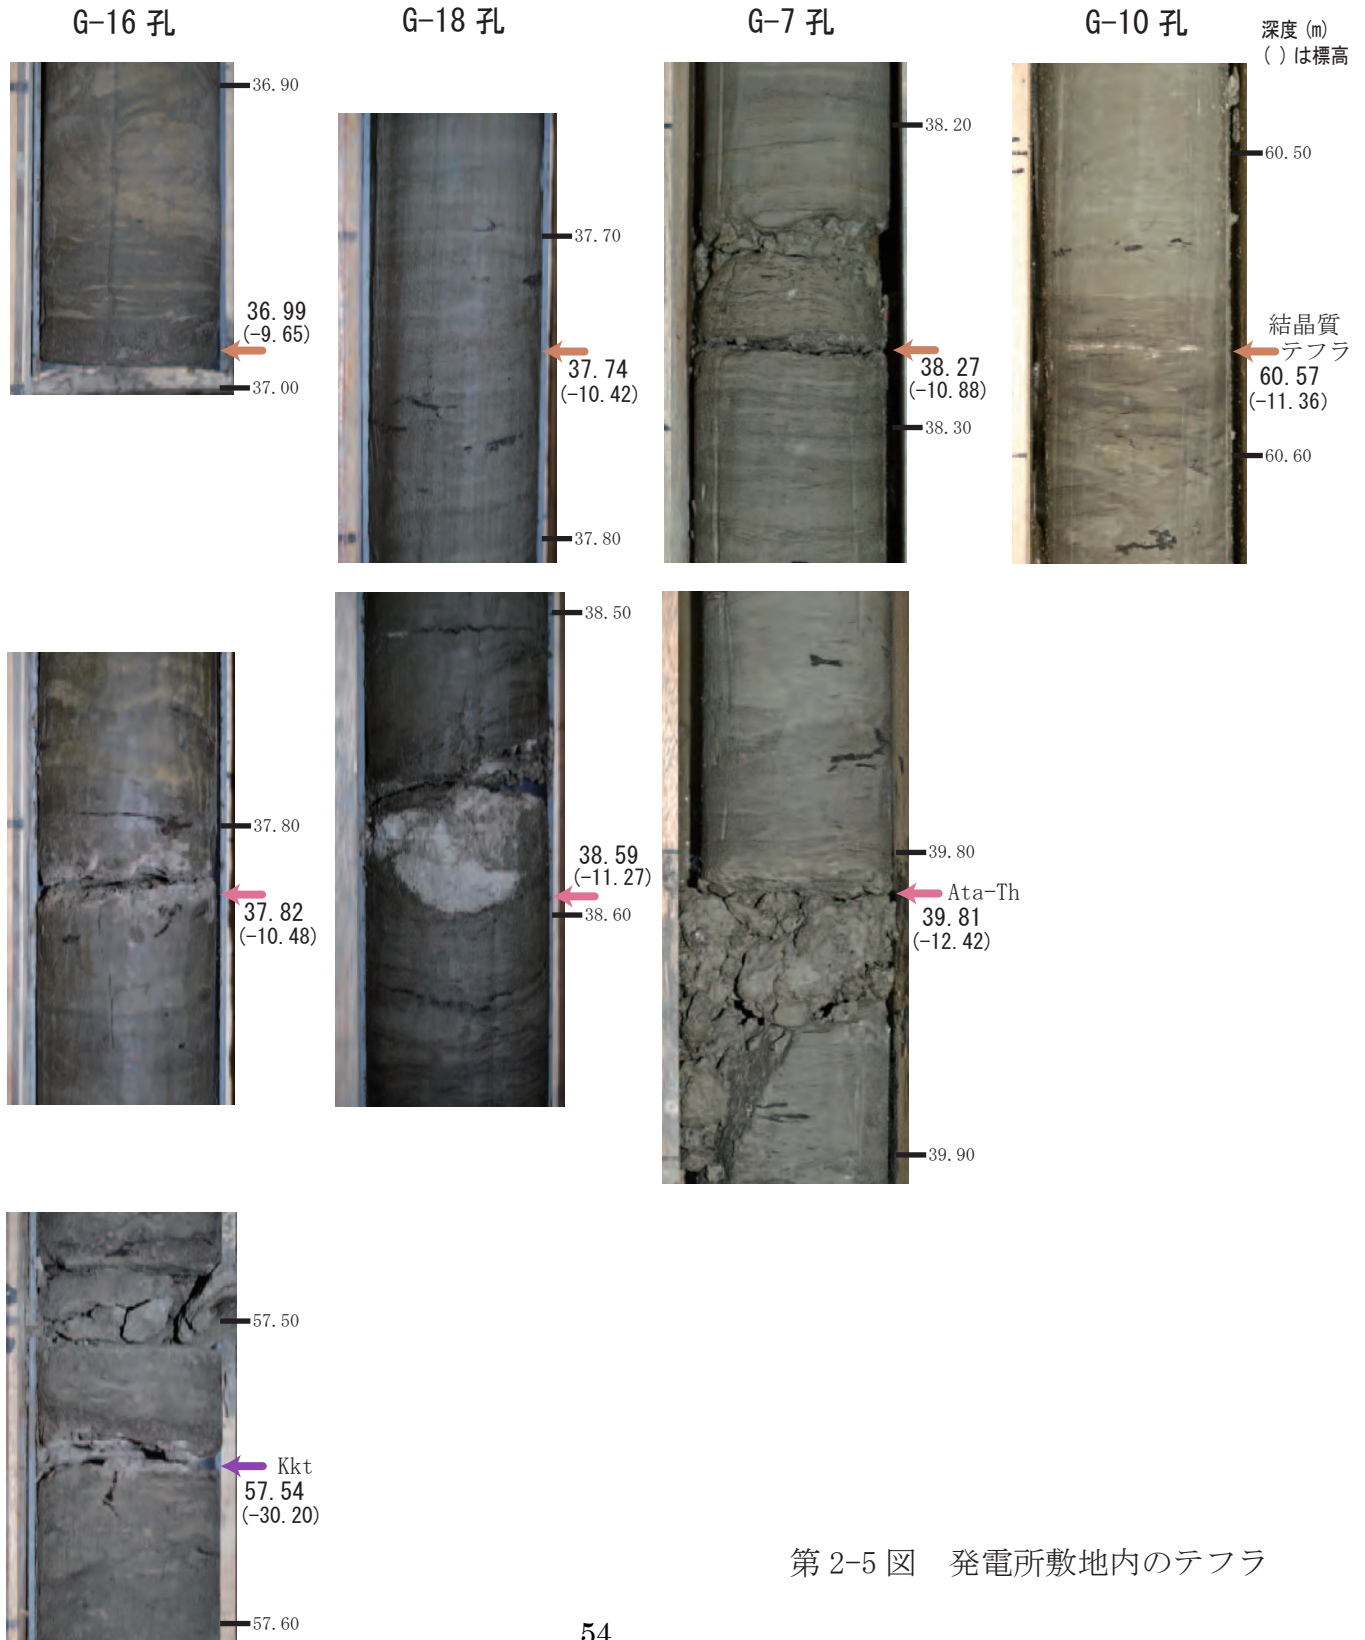 G-16 孔
G-18 孔
G-7 孔
G-10 孔
深度 (m)
( ) は標高
36.90
36.99
(-9.65)
37.00
37.70
37.74
(-10.42)
37.80
38.20
38.27
(-10.88)
38.30
60.50
結晶質
テフラ
60.57
(-11.36)
60.60
37.80
37.82
(-10.48)
38.50
38.59
(-11.27)
38.60
39.80
Ata-Th
39.81
(-12.42)
39.90
57.50
Kkt
57.54
(-30.20)
57.60
第 2-5 図　発電所敷地内のテフラ
54